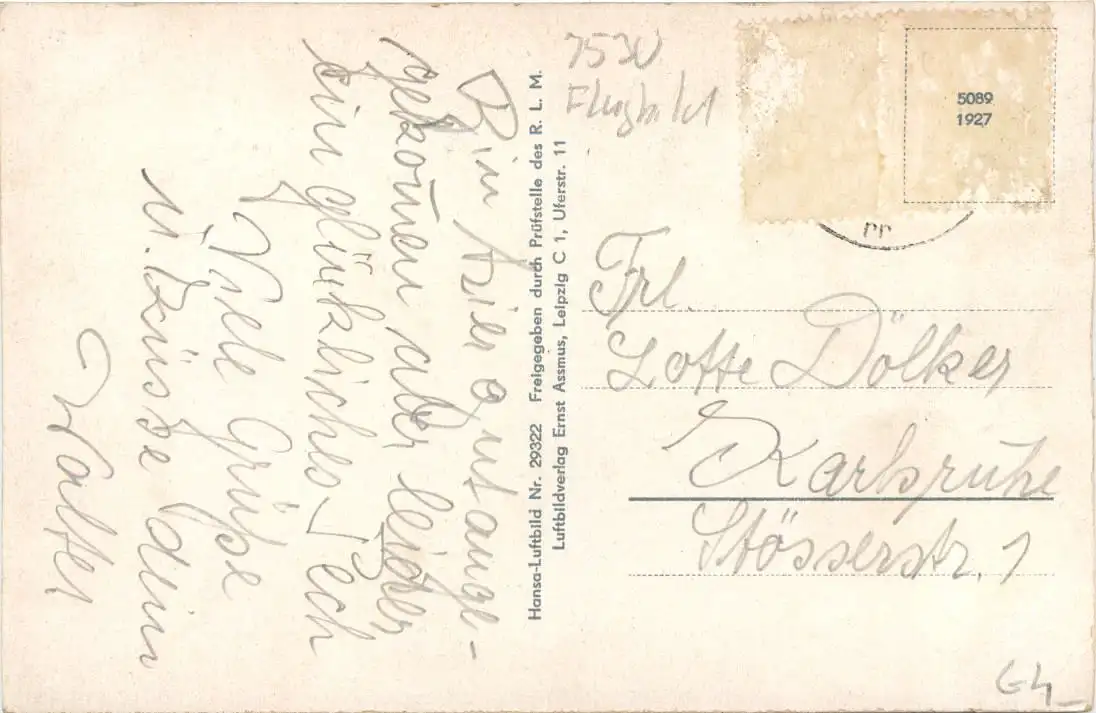 Bin hier gut ange-
gekom̄en aber leider
ein glückliches Pech
Viele Grüße
u. Küsse dein
Walter
Hansa-Luftbild Nr. 29322 Freigegeben durch Prüfstelle des R. L. M.
Luftbildverlag Ernst Assmus, Leipzig C 1, Uferstr. 11
7530
Flugbild
5089
1927
Frl.
Lotte Dölker
Karlsruhe
Stösserstr. 1